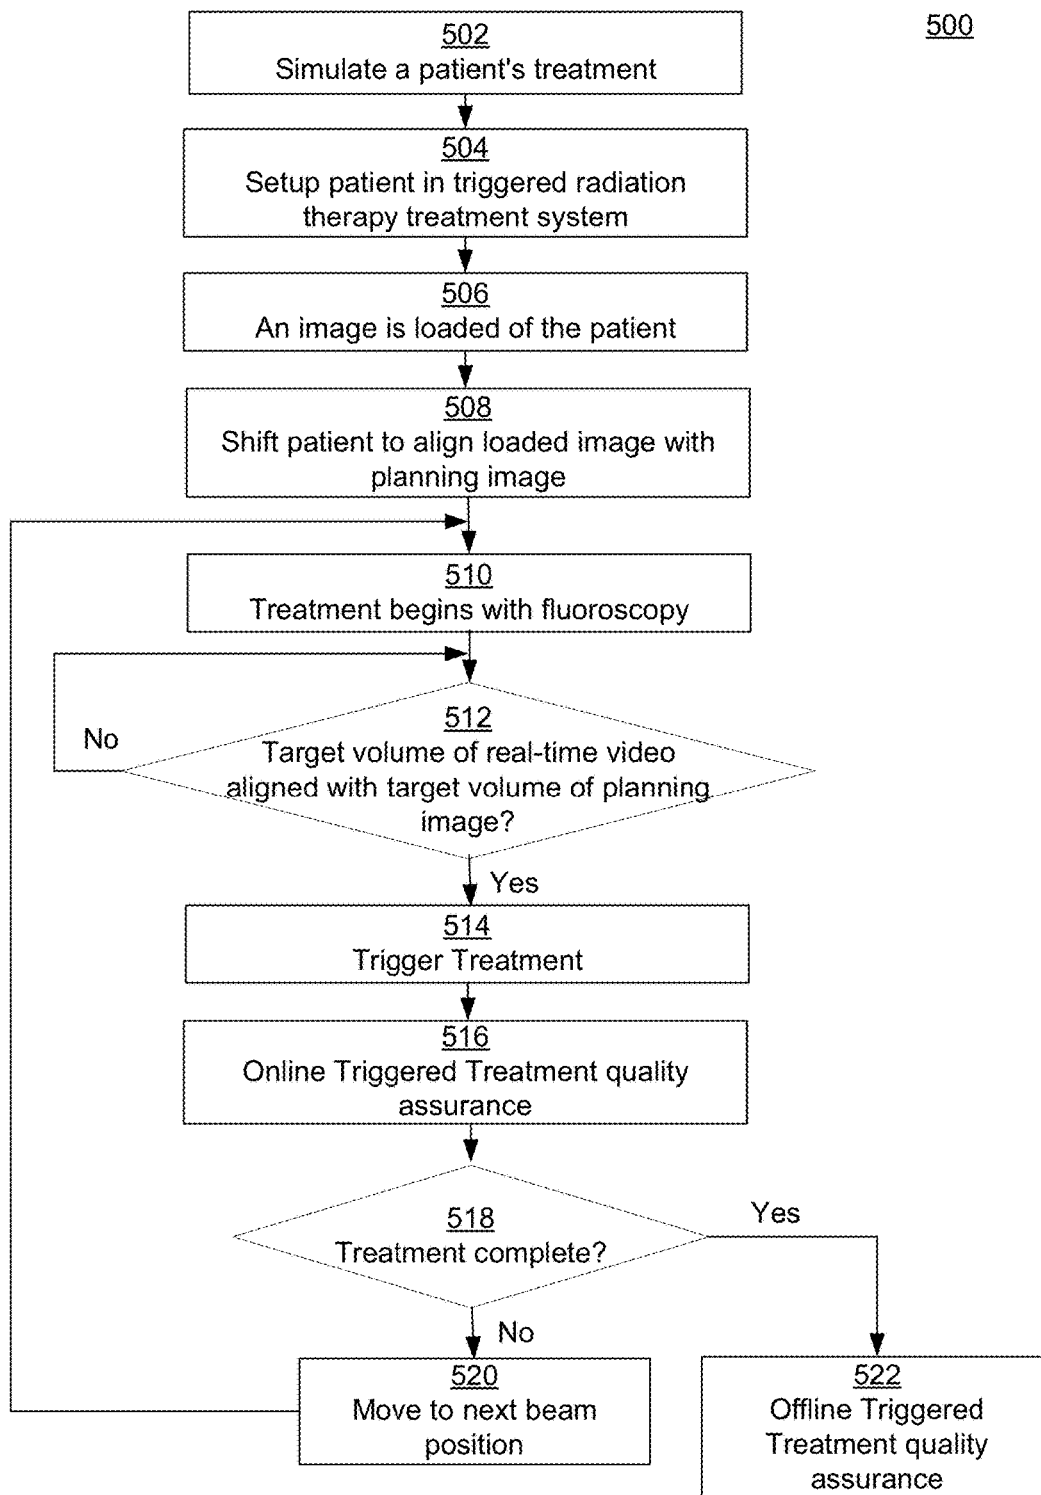 500
502
Simulate a patient's treatment
504
Setup patient in triggered radiation
therapy treatment system
506
An image is loaded of the patient
508
Shift patient to align loaded image with
planning image
510
Treatment begins with fluoroscopy
512
Target volume of real-time video
aligned with target volume of planning
image?
No
Yes
514
Trigger Treatment
516
Online Triggered Treatment quality
assurance
518
Treatment complete?
Yes
No
520
Move to next beam
position
522
Offline Triggered
Treatment quality
assurance